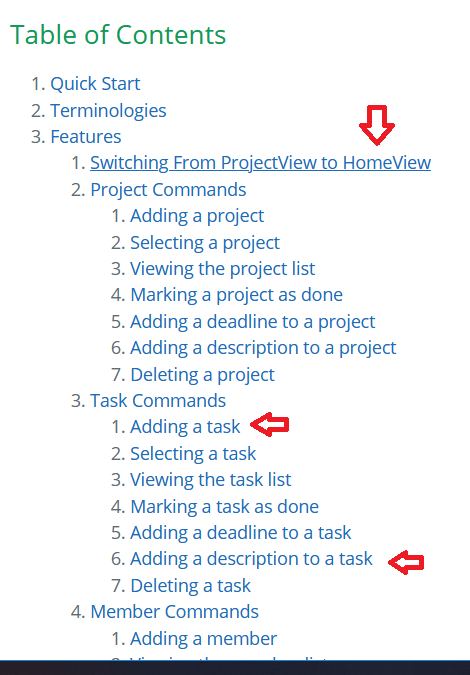 Table of Contents
1. Quick Start
2. Terminologies
3. Features
1. Switching From ProjectView to HomeView
2. Project Commands
1. Adding a project
2. Selecting a project
3. Viewing the project list
4. Marking a project as done
5. Adding a deadline to a project
6. Adding a description to a project
7. Deleting a project
3. Task Commands
1. Adding a task
2. Selecting a task
3. Viewing the task list
4. Marking a task as done
5. Adding a deadline to a task
6. Adding a description to a task
7. Deleting a task
4. Member Commands
1. Adding a member